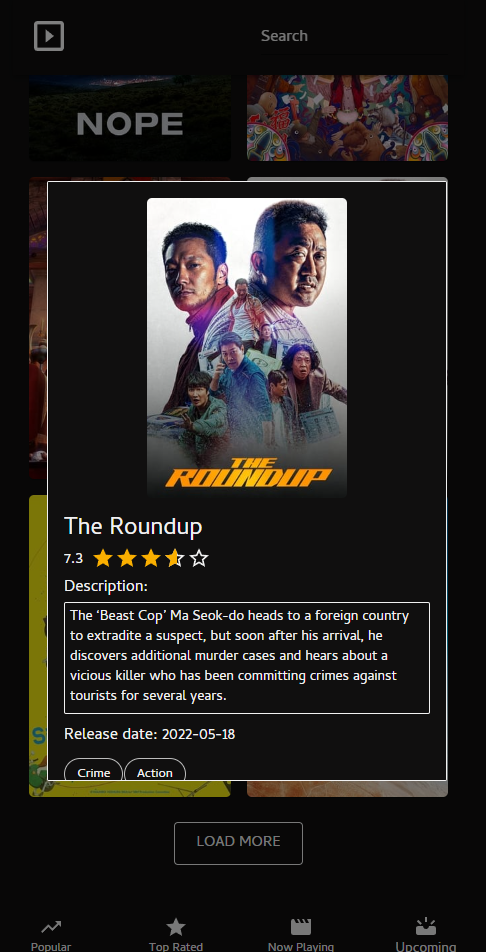 Search
NOPE
THE
ROUNDUP
The Roundup
7.3
Description:
The ‘Beast Cop’ Ma Seok-do heads to a foreign country
to extradite a suspect, but soon after his arrival, he
discovers additional murder cases and hears about a
vicious killer who has been committing crimes against
tourists for several years.
Release date: 2022-05-18
Crime Action
LOAD MORE
Popular Top Rated Now Playing Upcoming